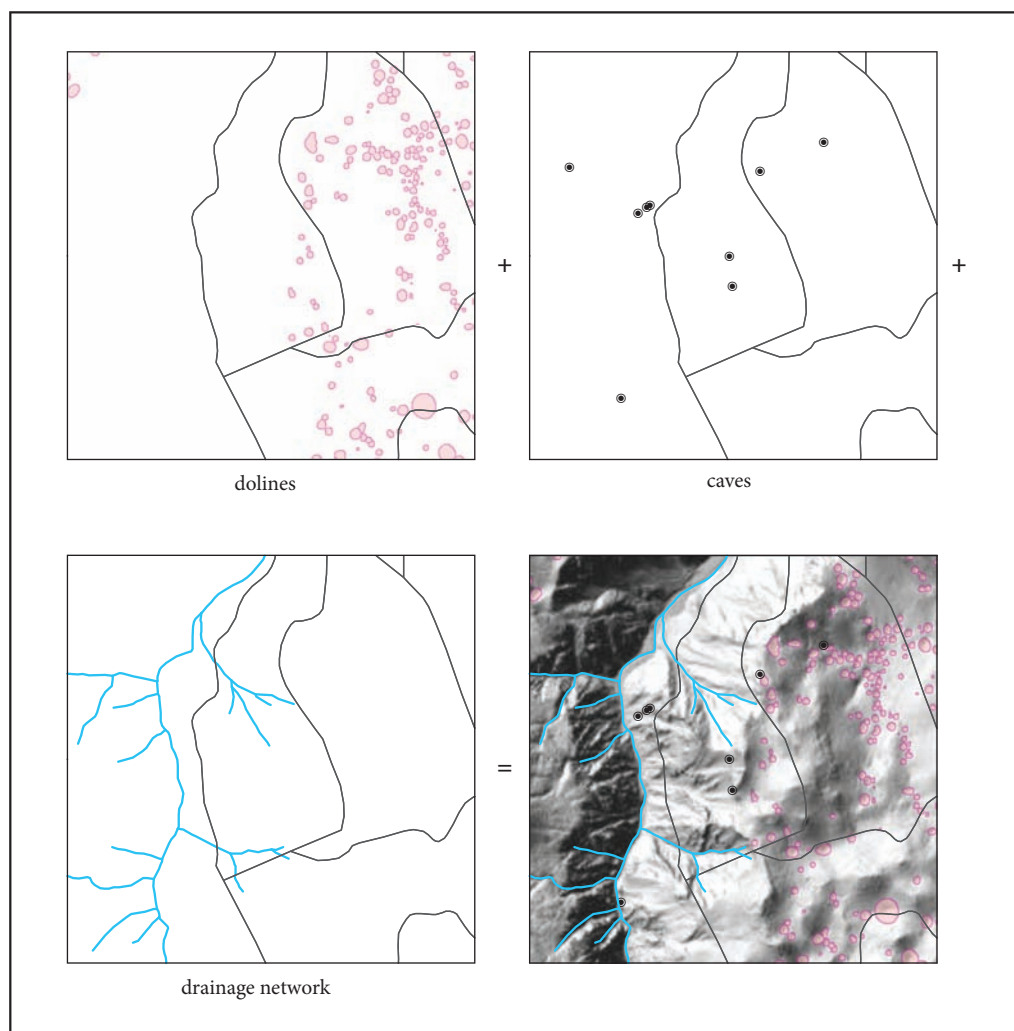 +
+
dolines
caves
=
drainage network